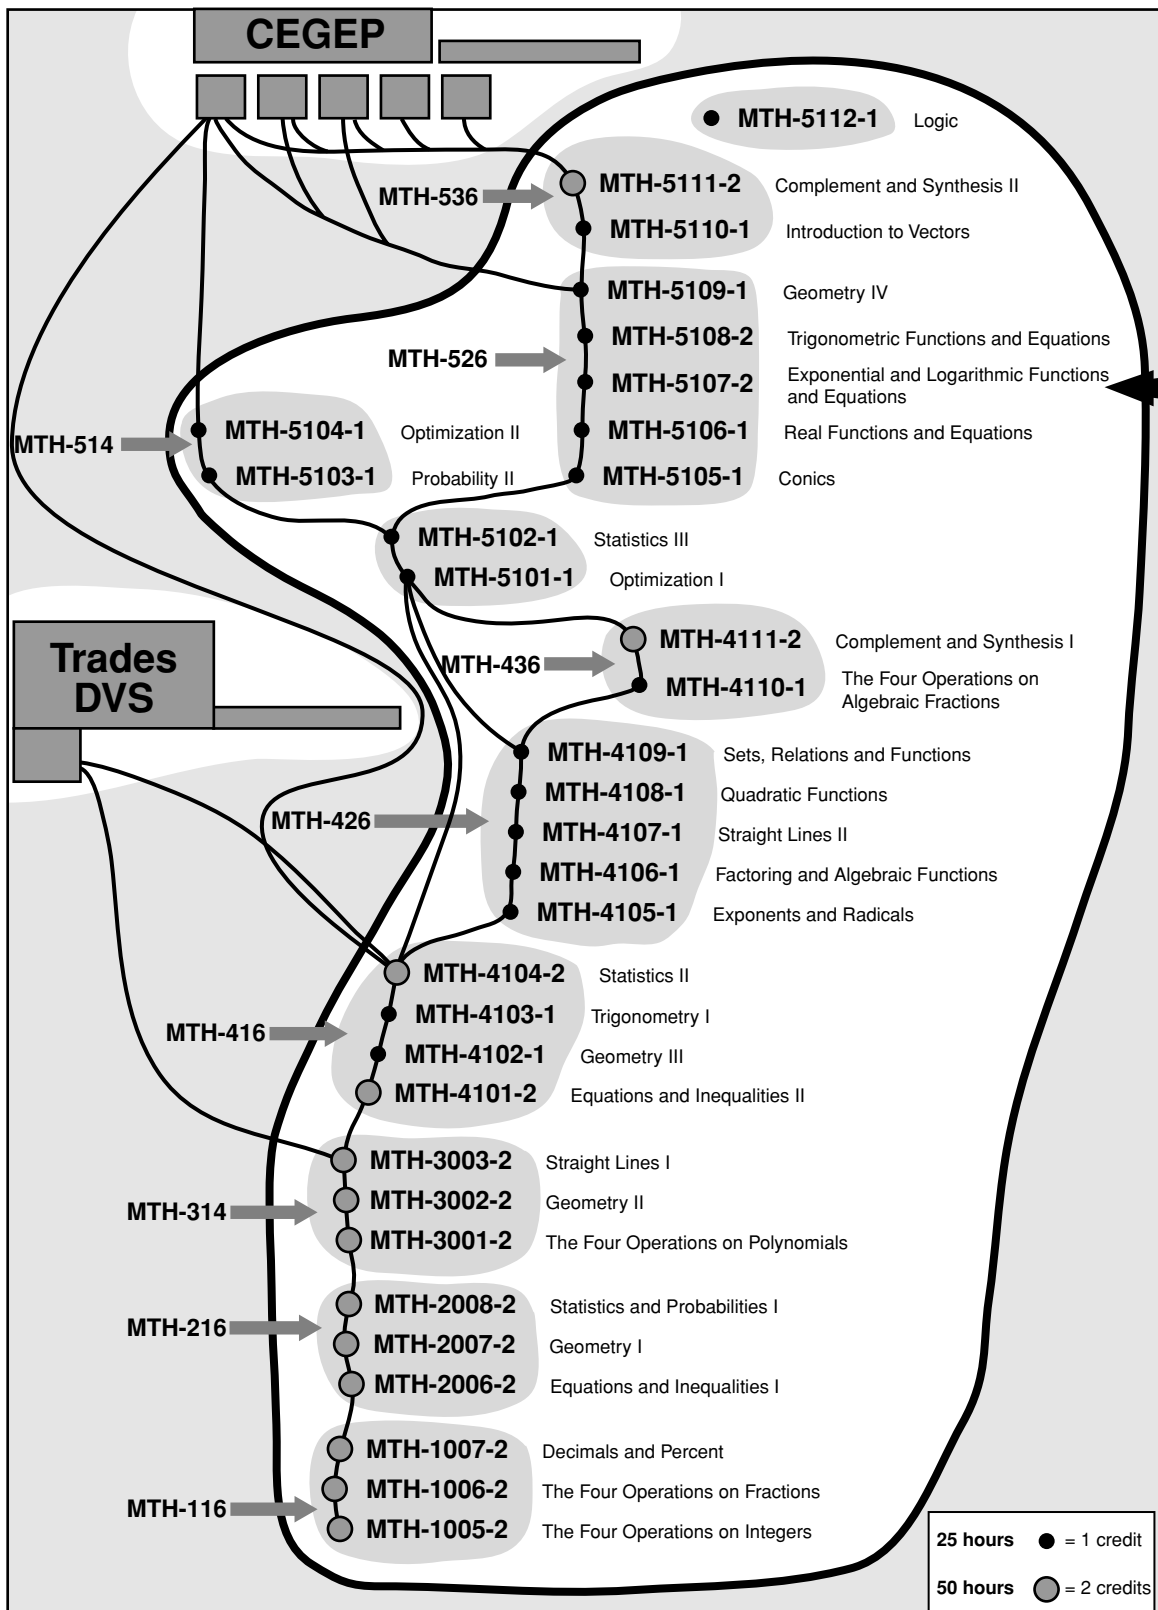 CEGEP
MTH-5112-1 Logic
MTH-536
MTH-5111-2 Complement and Synthesis II
MTH-5110-1 Introduction to Vectors
MTH-526
MTH-5109-1 Geometry IV
MTH-5108-2 Trigonometric Functions and Equations
MTH-5107-2 Exponential and Logarithmic Functions
and Equations
MTH-5106-1 Real Functions and Equations
MTH-5105-1 Conics
MTH-514
MTH-5104-1 Optimization II
MTH-5103-1 Probability II
MTH-5102-1 Statistics III
MTH-5101-1 Optimization I
Trades
DVS
MTH-436
MTH-4111-2 Complement and Synthesis I
MTH-4110-1 The Four Operations on
Algebraic Fractions
MTH-426
MTH-4109-1 Sets, Relations and Functions
MTH-4108-1 Quadratic Functions
MTH-4107-1 Straight Lines II
MTH-4106-1 Factoring and Algebraic Functions
MTH-4105-1 Exponents and Radicals
MTH-416
MTH-4104-2 Statistics II
MTH-4103-1 Trigonometry I
MTH-4102-1 Geometry III
MTH-4101-2 Equations and Inequalities II
MTH-314
MTH-3003-2 Straight Lines I
MTH-3002-2 Geometry II
MTH-3001-2 The Four Operations on Polynomials
MTH-216
MTH-2008-2 Statistics and Probabilities I
MTH-2007-2 Geometry I
MTH-2006-2 Equations and Inequalities I
MTH-116
MTH-1007-2 Decimals and Percent
MTH-1006-2 The Four Operations on Fractions
MTH-1005-2 The Four Operations on Integers
25 hours = 1 credit
50 hours = 2 credits